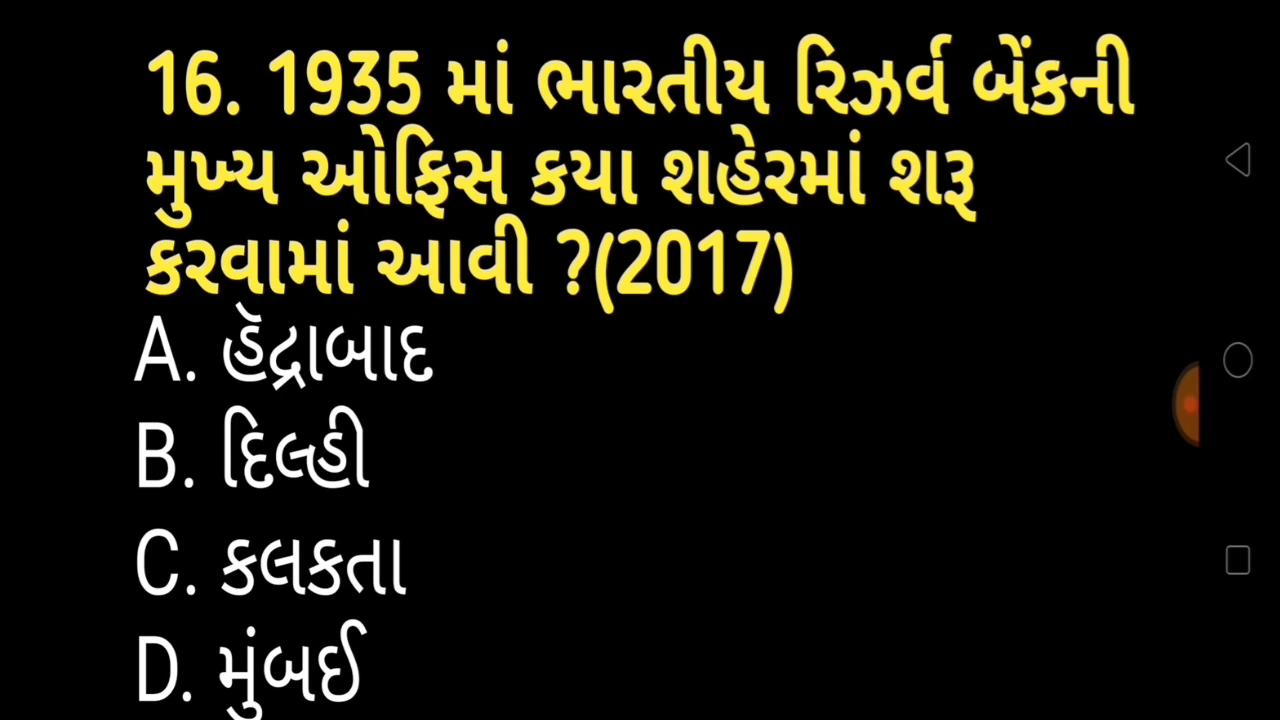 16. 1935 માં ભારતીય રિઝર્વ બેંકની
મુખ્ય ઓફિસ કયા શહેરમાં શરૂ
કરવામાં આવી ?(2017)
A. હૅદ્રાબાદ
B. દિલ્હી
C. કલકતા
D. મુંબઈ